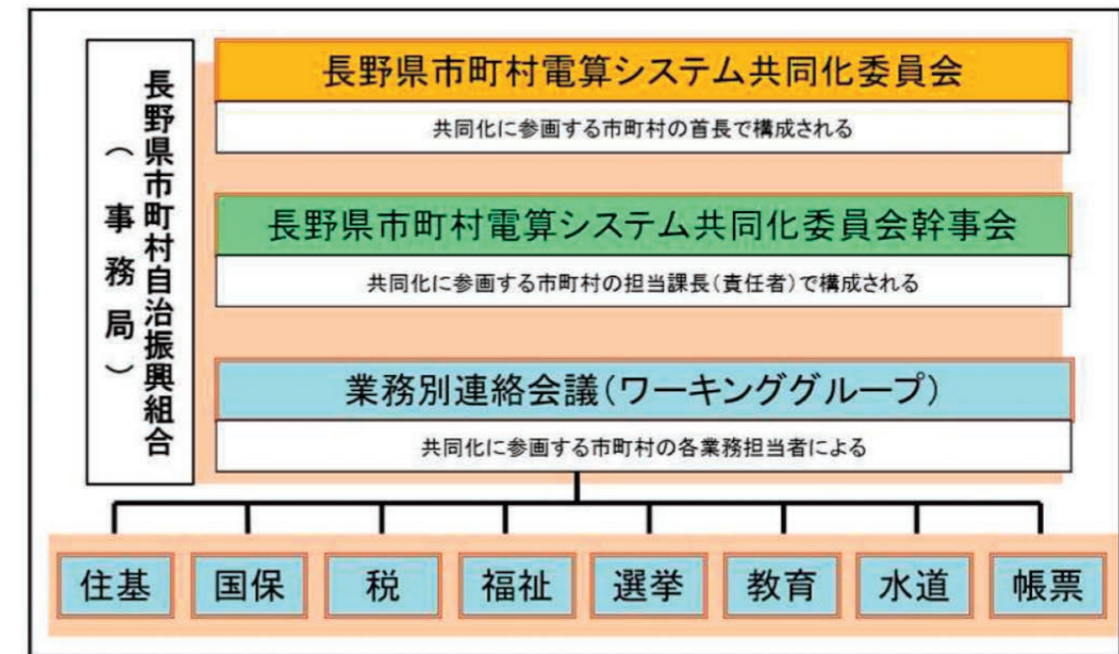 長野県市町村自治振興組合
（事務局）
長野県市町村電算システム共同化委員会
共同化に参画する市町村の首長で構成される
長野県市町村電算システム共同化委員会幹事会
共同化に参画する市町村の担当課長(責任者)で構成される
業務別連絡会議(ワーキンググループ)
共同化に参画する市町村の各業務担当者による
住基
国保
税
福祉
選挙
教育
水道
帳票